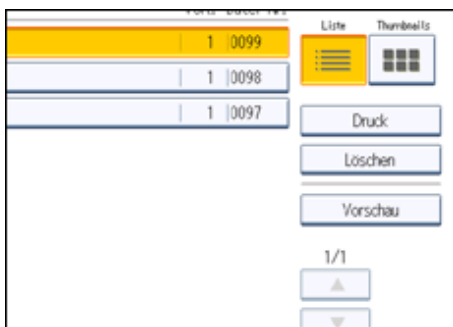 Liste Thumbnails
1 0099
1 0098
1 0097
Druck
Löschen
Vorschau
1/1